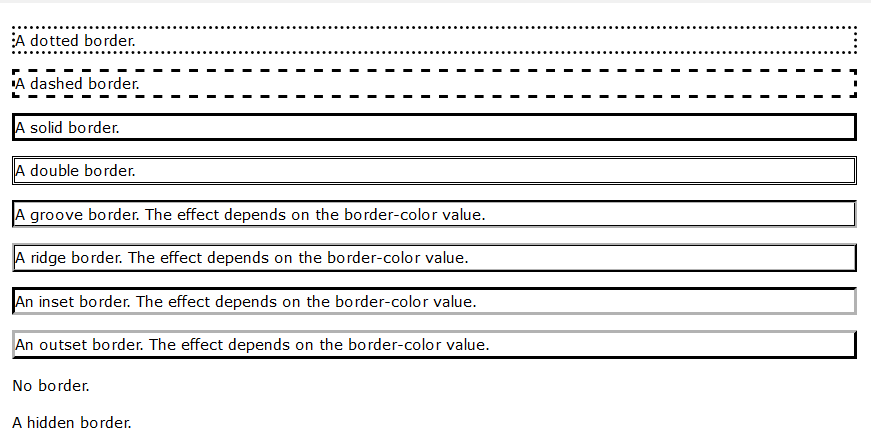 A dotted border.
A dashed border.
A solid border.
A double border.
A groove border. The effect depends on the border-color value.
A ridge border. The effect depends on the border-color value.
An inset border. The effect depends on the border-color value.
An outset border. The effect depends on the border-color value.
No border.
A hidden border.